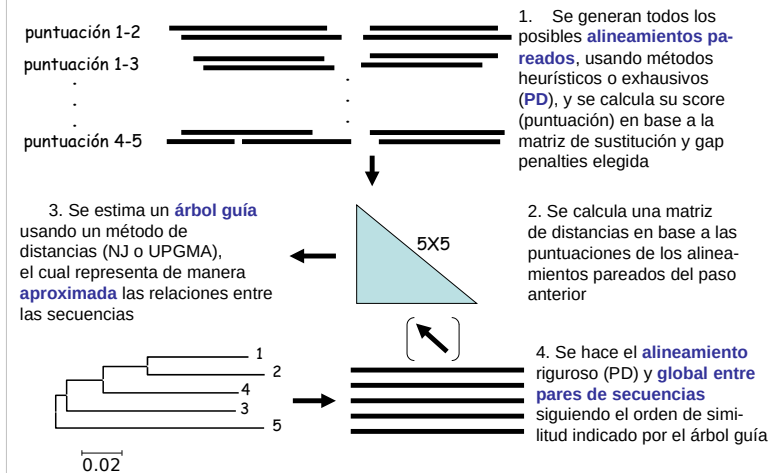 puntuación 1-2
puntuación 1-3
puntuación 4-5
1. Se generan todos los
posibles alineamientos pa-
reados, usando métodos
heurísticos o exhausivos
(PD), y se calcula su score
(puntuación) en base a la
matriz de sustitución y gap
penalties elegida
3. Se estima un árbol guía
usando un método de
distancias (NJ o UPGMA),
el cual representa de manera
aproximada las relaciones entre
las secuencias
5X5
2. Se calcula una matriz
de distancias en base a las
puntuaciones de los alinea-
mientos pareados del paso
anterior
1
2
4
3
5
0.02
4. Se hace el alineamiento
riguroso (PD) y global entre
pares de secuencias
siguiendo el orden de simi-
litud indicado por el árbol guía